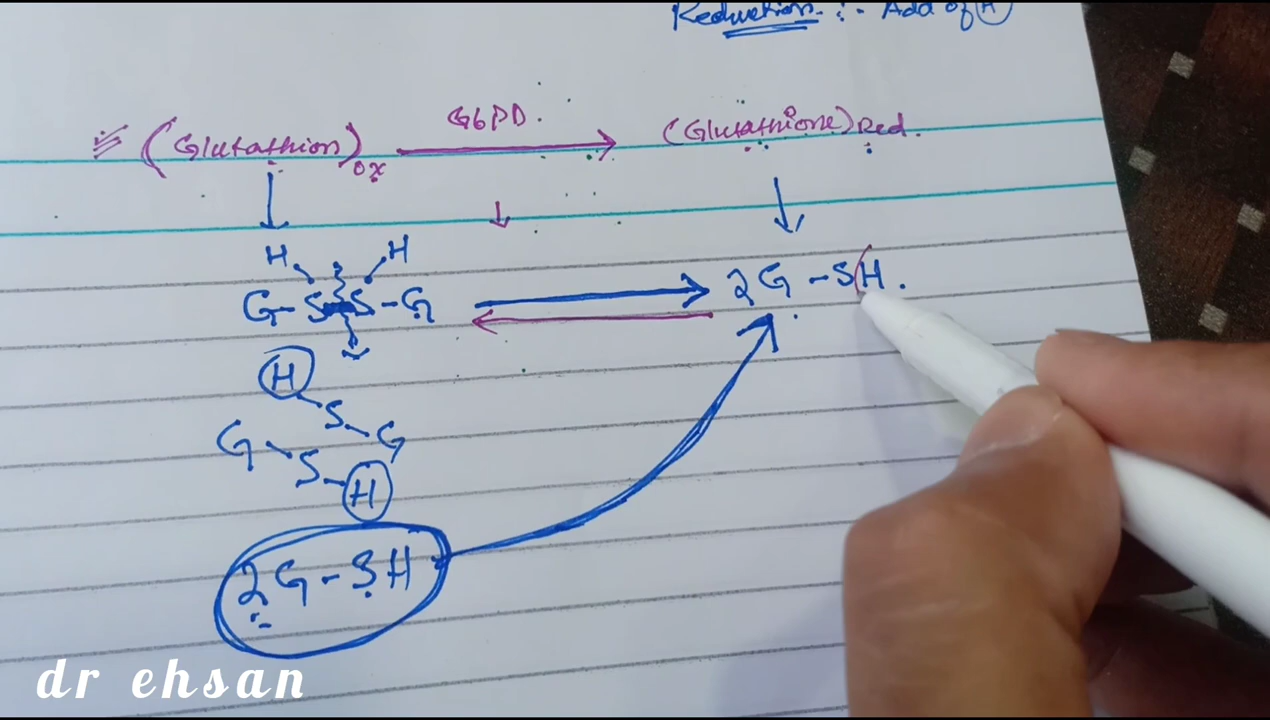 Reduction :- Add of H
(Glutathion)ox G6PD. (Glutathione)Red.
H H
G-S S-G 2G-SH.
H
S
G G
S-H
2G-SH
dr ehsan